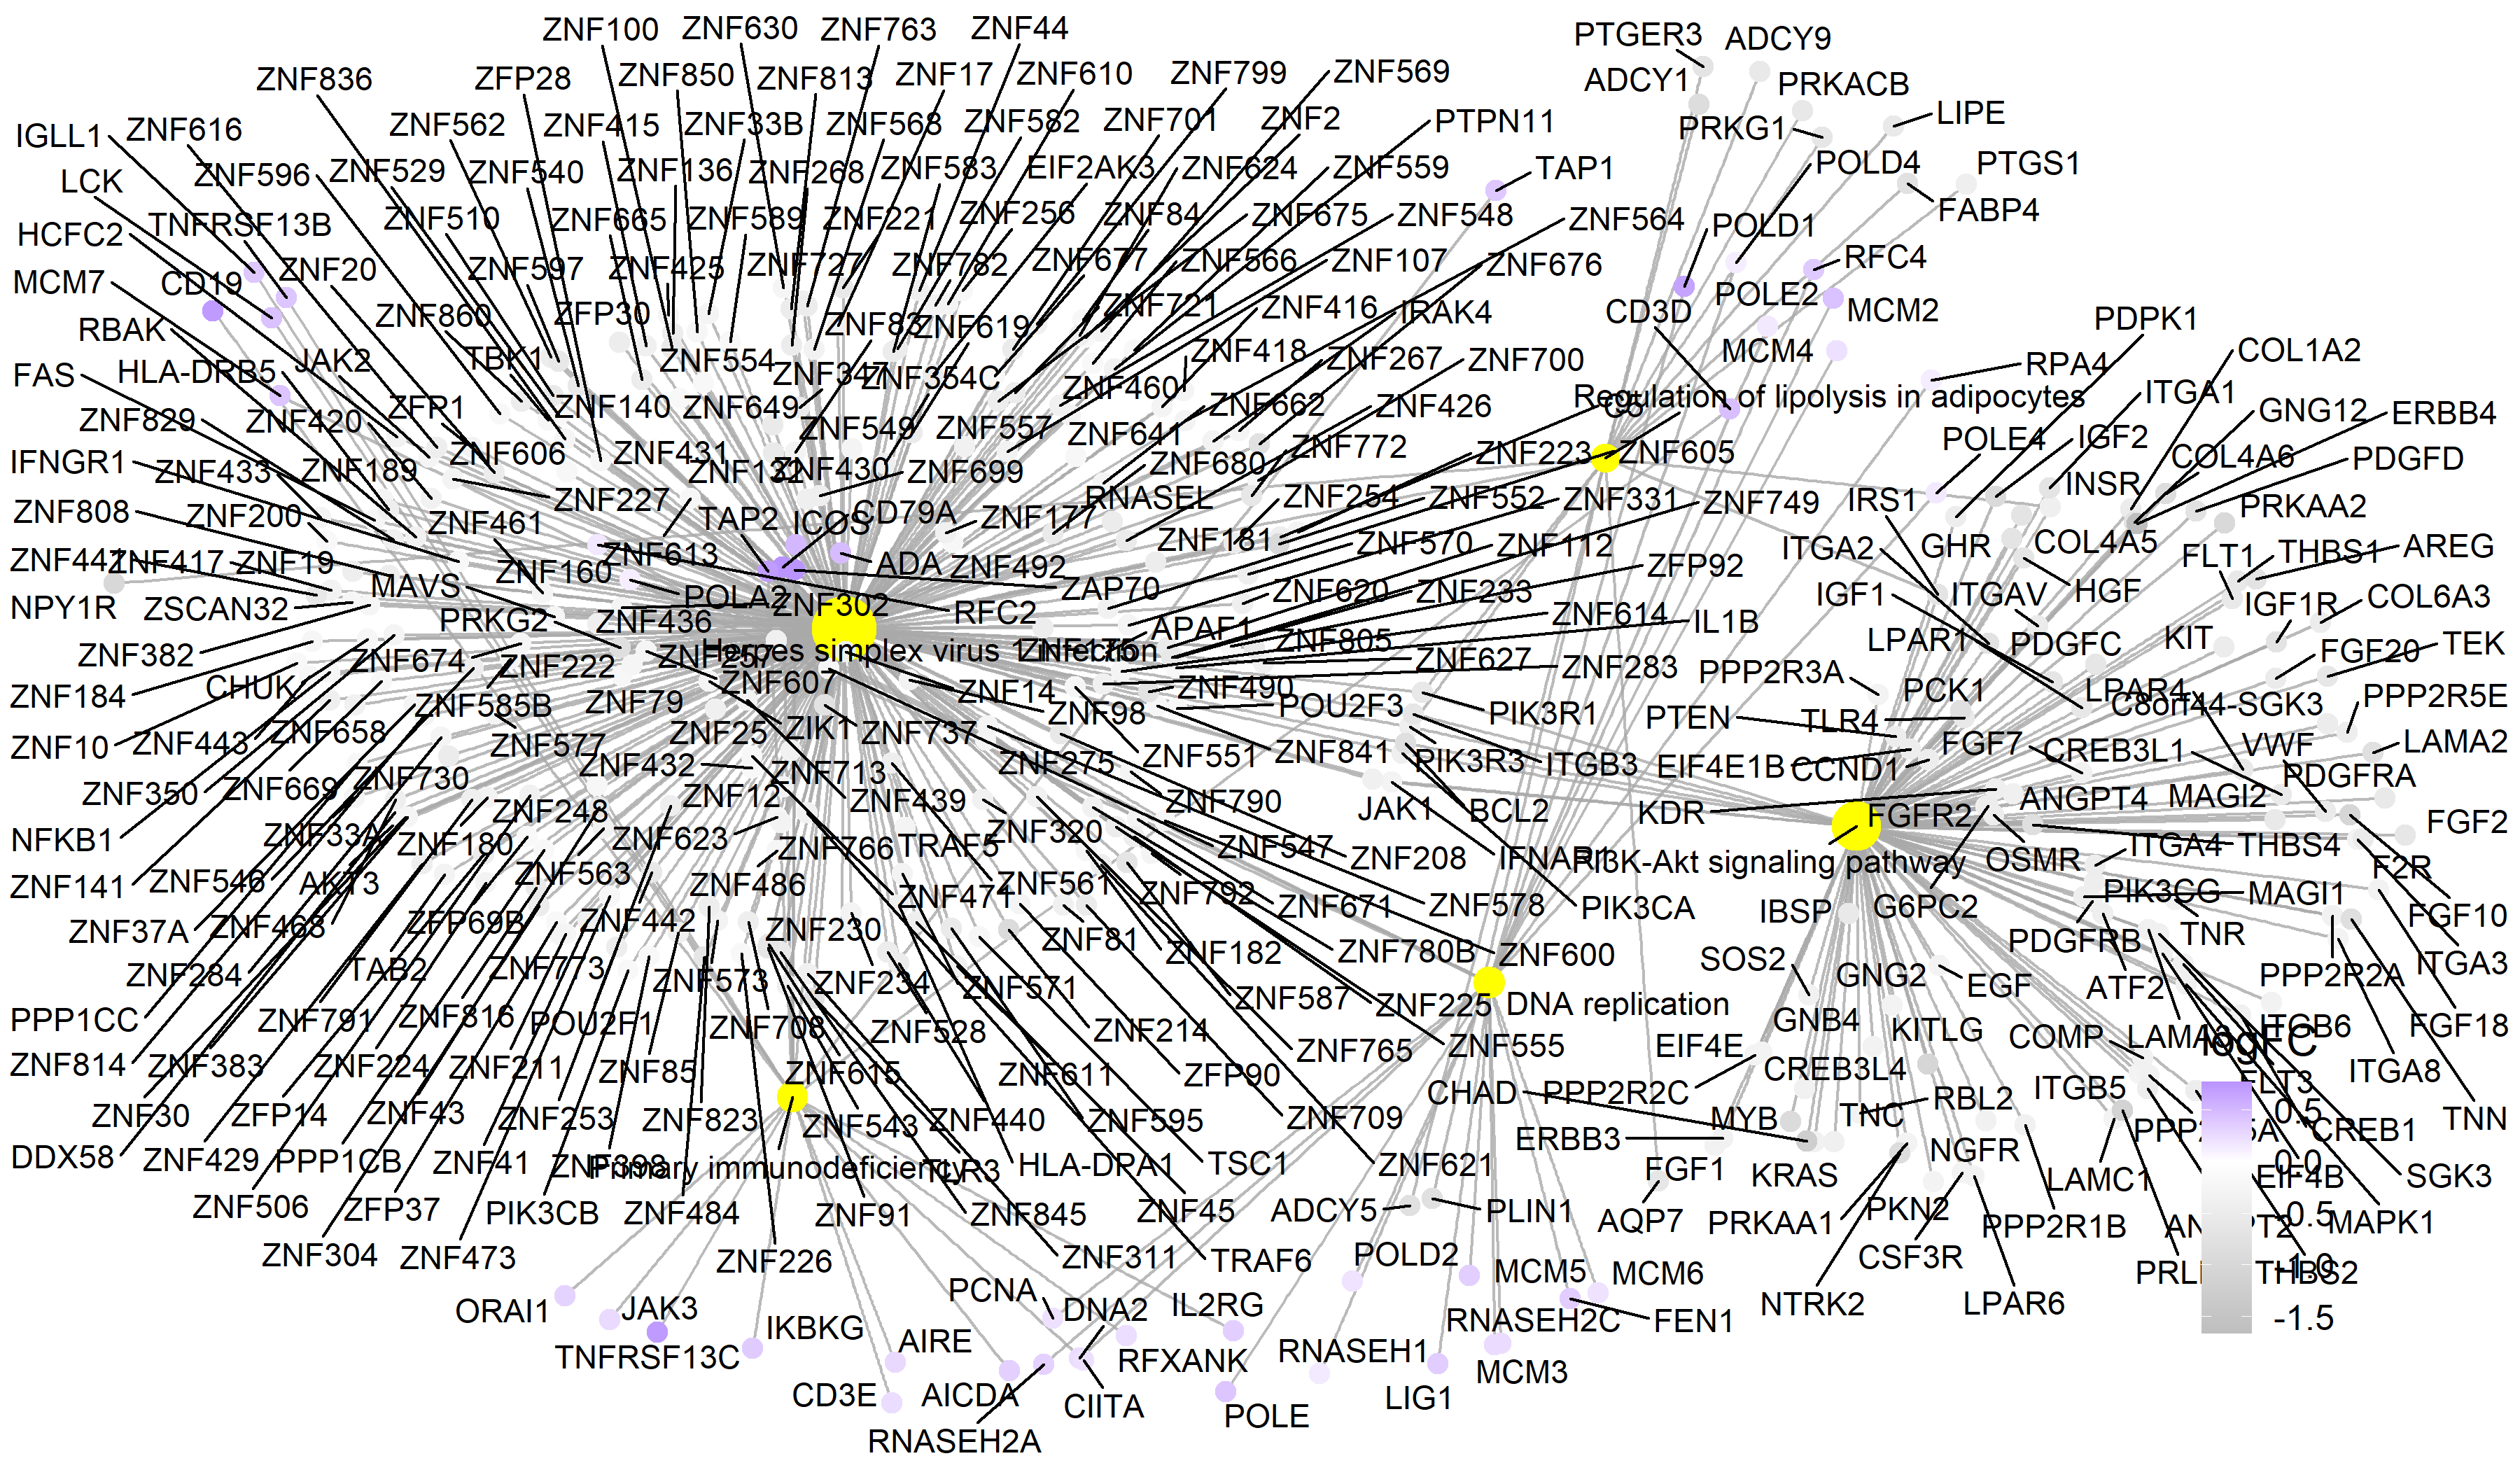 ZNF100 ZNF630 ZNF763 ZNF44
PTGER3 ADCY9
ZNF836 ZFP28 ZNF850 ZNF813 ZNF17 ZNF610 ZNF799 ZNF569
ADCY1 PRKACB
IGLL1 ZNF616 ZNF562 ZNF415 ZNF33B ZNF568 ZNF582 ZNF701 ZNF2 PTPN11
PRKG1 LIPE
LCK ZNF596 ZNF529 ZNF540 ZNF136 ZNF268 ZNF583 EIF2AK3 ZNF624 ZNF559 TAP1
POLD4 PTGS1
HCFC2 TNFRSF13B ZNF510 ZNF665 ZNF589 ZNF221 ZNF256 ZNF84 ZNF675 ZNF548 ZNF564
POLD1 FABP4
MCM7 CD19 ZNF20 ZNF597 ZNF425 ZNF727 ZNF782 ZNF677 ZNF566 ZNF107 ZNF676
RFC4
RBAK ZNF860 ZFP30 ZNF83 ZNF619 ZNF721 ZNF416 IRAK4 CD3D POLE2 MCM2
PDPK1
FAS HLA-DRB5 JAK2 TBK1 ZNF554 ZNF347 ZNF354C ZNF418 ZNF267 ZNF700 MCM4 RPA4 COL1A2
ZNF829 ZNF420 ZFP1 ZNF140 ZNF649 ZNF460 ZNF662 ZNF426 C5 Regulation of lipolysis in adipocytes ITGA1 GNG12 ERBB4
IFNGR1 ZNF433 ZNF189 ZNF606 ZNF431 ZNF132 ZNF549 ZNF430 ZNF557 ZNF699 ZNF641 ZNF680 ZNF772 ZNF223 ZNF605 POLE4 IGF2 COL4A6 PDGFD
ZNF808 ZNF200 ZNF461 ZNF227 TAP2 ICOS CD79A ZNF177 RNASEL ZNF254 ZNF552 ZNF331 ZNF749 IRS1 INSR PRKAA2
ZNF441 ZNF417 ZNF19 ZNF160 ZNF613 ADA ZNF492 ZNF181 ZNF570 ZNF112 ZFP92 ITGA2 GHR COL4A5 FLT1 THBS1 AREG
NPY1R ZSCAN32 MAVS PRKG2 ZNF436 POLA2 ZNF302 RFC2 ZAP70 APAF1 ZNF620 ZNF233 ZNF614 IL1B IGF1 ITGAV HGF IGF1R COL6A3
ZNF382 ZNF674 ZNF222 ZNF257 Herpes simplex virus 1 infection ZNF175 ZNF805 ZNF627 ZNF283 PPP2R3A LPAR1 PDGFC KIT FGF20 TEK
ZNF184 CHUK ZNF585B ZNF79 ZNF607 ZNF14 ZNF98 ZNF490 POU2F3 PIK3R1 PTEN TLR4 PCK1 LPAR4 C8orf44-SGK3 PPP2R5E
ZNF10 ZNF443 ZNF658 ZNF577 ZNF25 ZIK1 ZNF737 ZNF275 ZNF551 ZNF841 PIK3R3 ITGB3 EIF4E1B CCND1 FGF7 CREB3L1 VWF LAMA2
ZNF350 ZNF669 ZNF730 ZNF432 ZNF713 ZNF12 ZNF439 ZNF790 JAK1 BCL2 KDR FGFR2 ANGPT4 MAGI2 PDGFRA
NFKB1 ZNF33A ZNF248 ZNF180 ZNF623 ZNF766 TRAF5 ZNF320 ZNF547 ZNF208 IFNAR1 PI3K-Akt signaling pathway OSMR ITGA4 THBS4 FGF2
ZNF141 ZNF546 AKT3 ZNF563 ZNF486 ZNF471 ZNF561 ZNF792 ZNF671 ZNF578 PIK3CA IBSP G6PC2 PIK3CG MAGI1 F2R
ZNF37A ZNF468 ZFP69B ZNF442 ZNF230 ZNF81 ZNF182 ZNF780B ZNF600 SOS2 PDGFRB TNR FGF10
ZNF284 TAB2 ZNF773 ZNF573 ZNF234 ZNF571 ZNF587 ZNF225 DNA replication GNG2 EGF ATF2 PPP2R2A ITGA3
PPP1CC ZNF791 ZNF816 POU2F1 ZNF708 ZNF528 ZNF214 ZNF765 ZNF555 EIF4E GNB4 KITLG COMP LAMA3 ITGB6 FGF18
ZNF814 ZNF383 ZNF224 ZNF211 ZNF85 ZNF615 ZNF611 ZFP90 CHAD PPP2R2C CREB3L4 ITGB5 logFC FLT3 ITGA8
ZNF30 ZFP14 ZNF43 ZNF253 ZNF823 ZNF543 ZNF440 ZNF595 ZNF709 ERBB3 MYB TNC RBL2 0.5 CREB1 TNN
DDX58 ZNF429 PPP1CB ZNF41 ZNF398 Primary immunodeficiency TLR3 HLA-DPA1 TSC1 ZNF621 FGF1 KRAS NGFR LAMC1 0.0 EIF4B SGK3
ZNF506 ZFP37 PIK3CB ZNF484 ZNF91 ZNF845 ZNF45 ADCY5 PLIN1 AQP7 PRKAA1 PKN2 PPP2R1B ANGPT2 -0.5 MAPK1
ZNF304 ZNF473 ZNF226 ZNF311 TRAF6 POLD2 MCM5 MCM6 CSF3R THBS2 -1.0
ORAI1 JAK3 IKBKG PCNA DNA2 IL2RG RNASEH2C FEN1 NTRK2 LPAR6 -1.5
TNFRSF13C AIRE RFXANK RNASEH1 MCM3
CD3E AICDA CIITA POLE LIG1
RNASEH2A